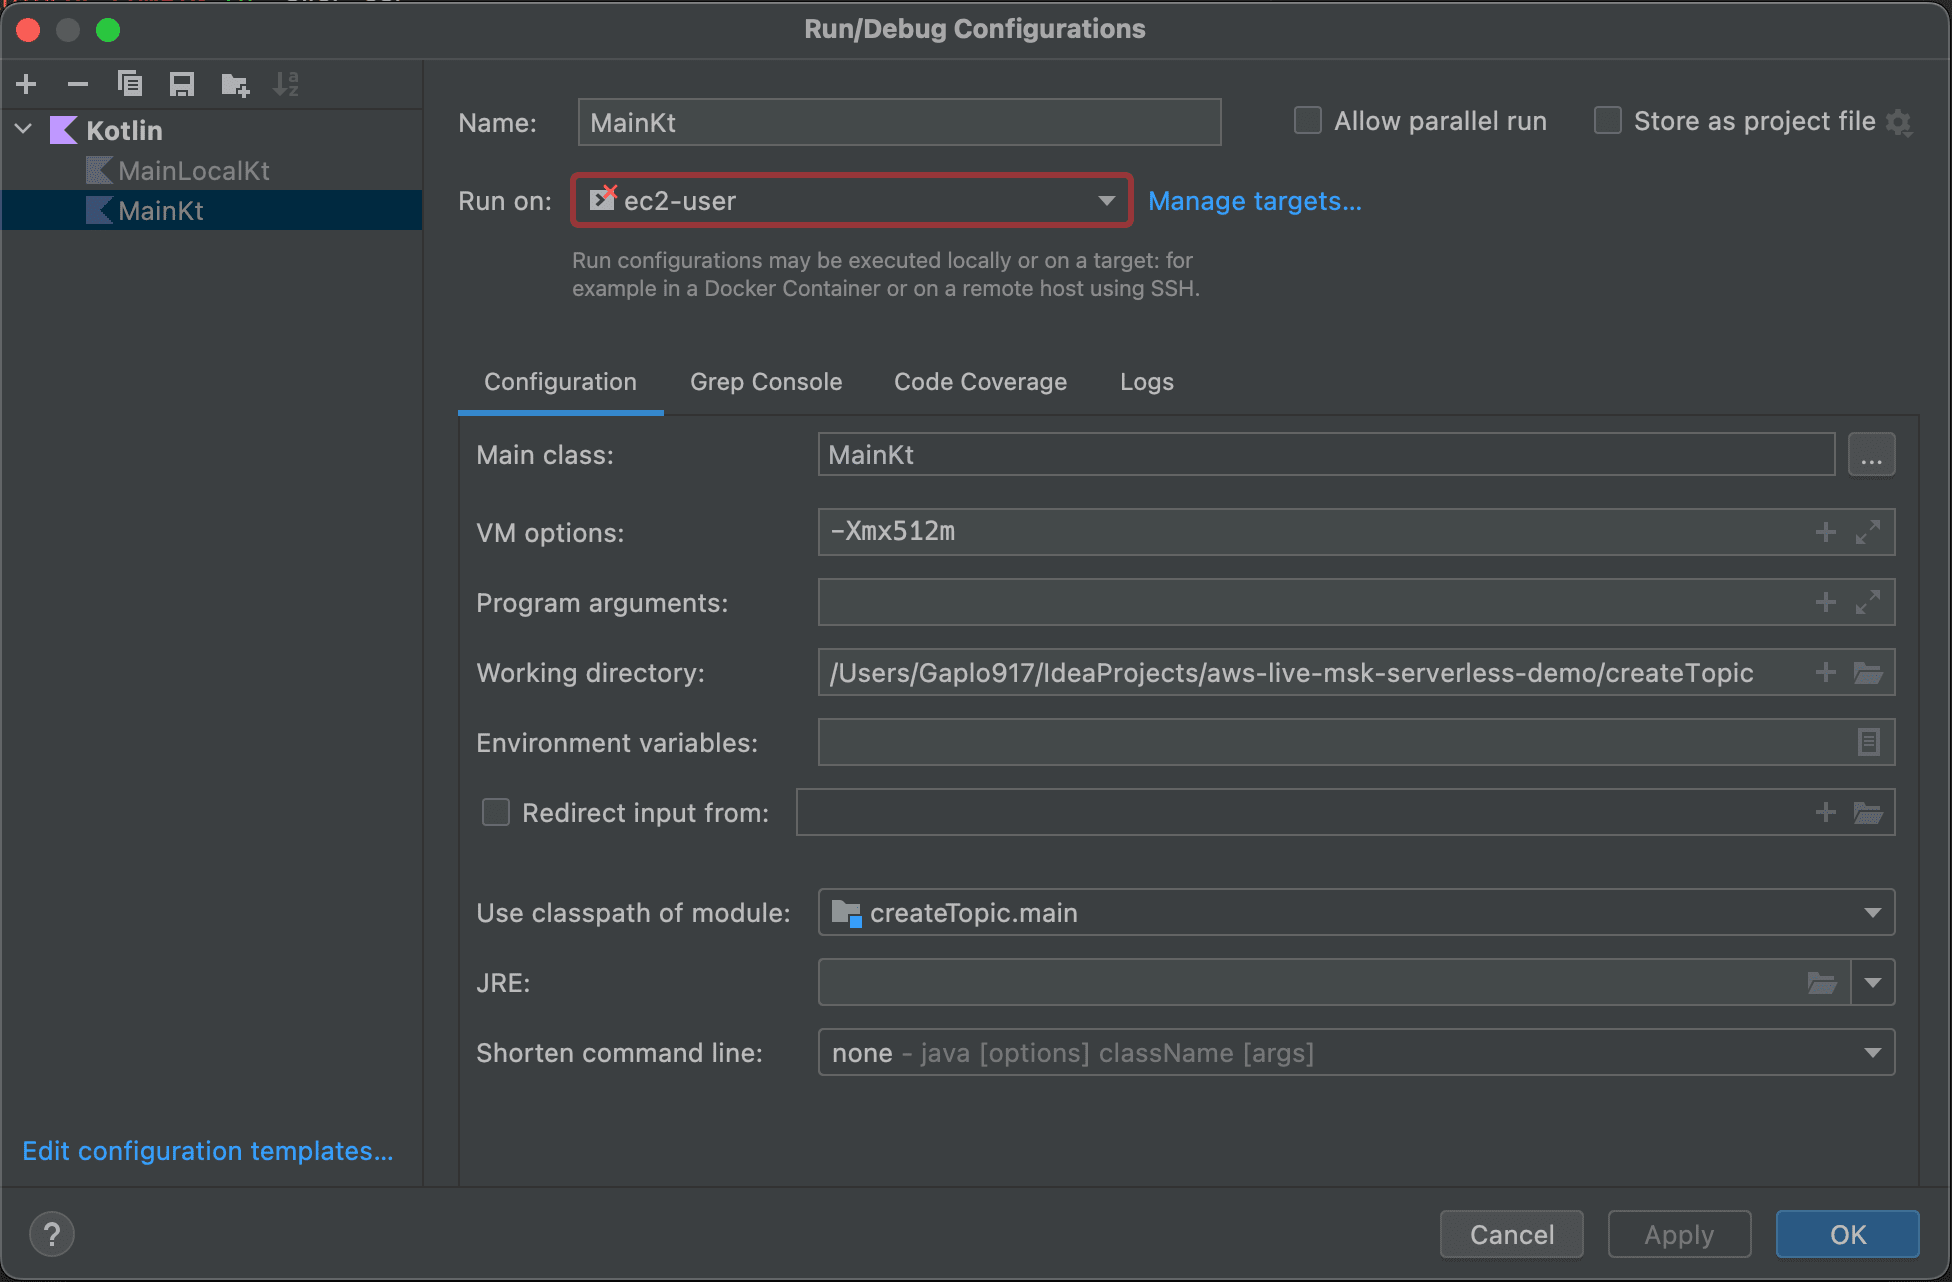 Run/Debug Configurations
Kotlin
MainLocalKt
MainKt
Name:
MainKt
Allow parallel run
Store as project file
Run on:
ec2-user
Manage targets...
Run configurations may be executed locally or on a target: for
example in a Docker Container or on a remote host using SSH.
Configuration
Grep Console
Code Coverage
Logs
Main class:
MainKt
...
VM options:
-Xmx512m
Program arguments:
Working directory:
/Users/Gaplo917/IdeaProjects/aws-live-msk-serverless-demo/createTopic
Environment variables:
Redirect input from:
Use classpath of module:
createTopic.main
JRE:
Shorten command line:
none - java [options] className [args]
Edit configuration templates...
?
Cancel
Apply
OK